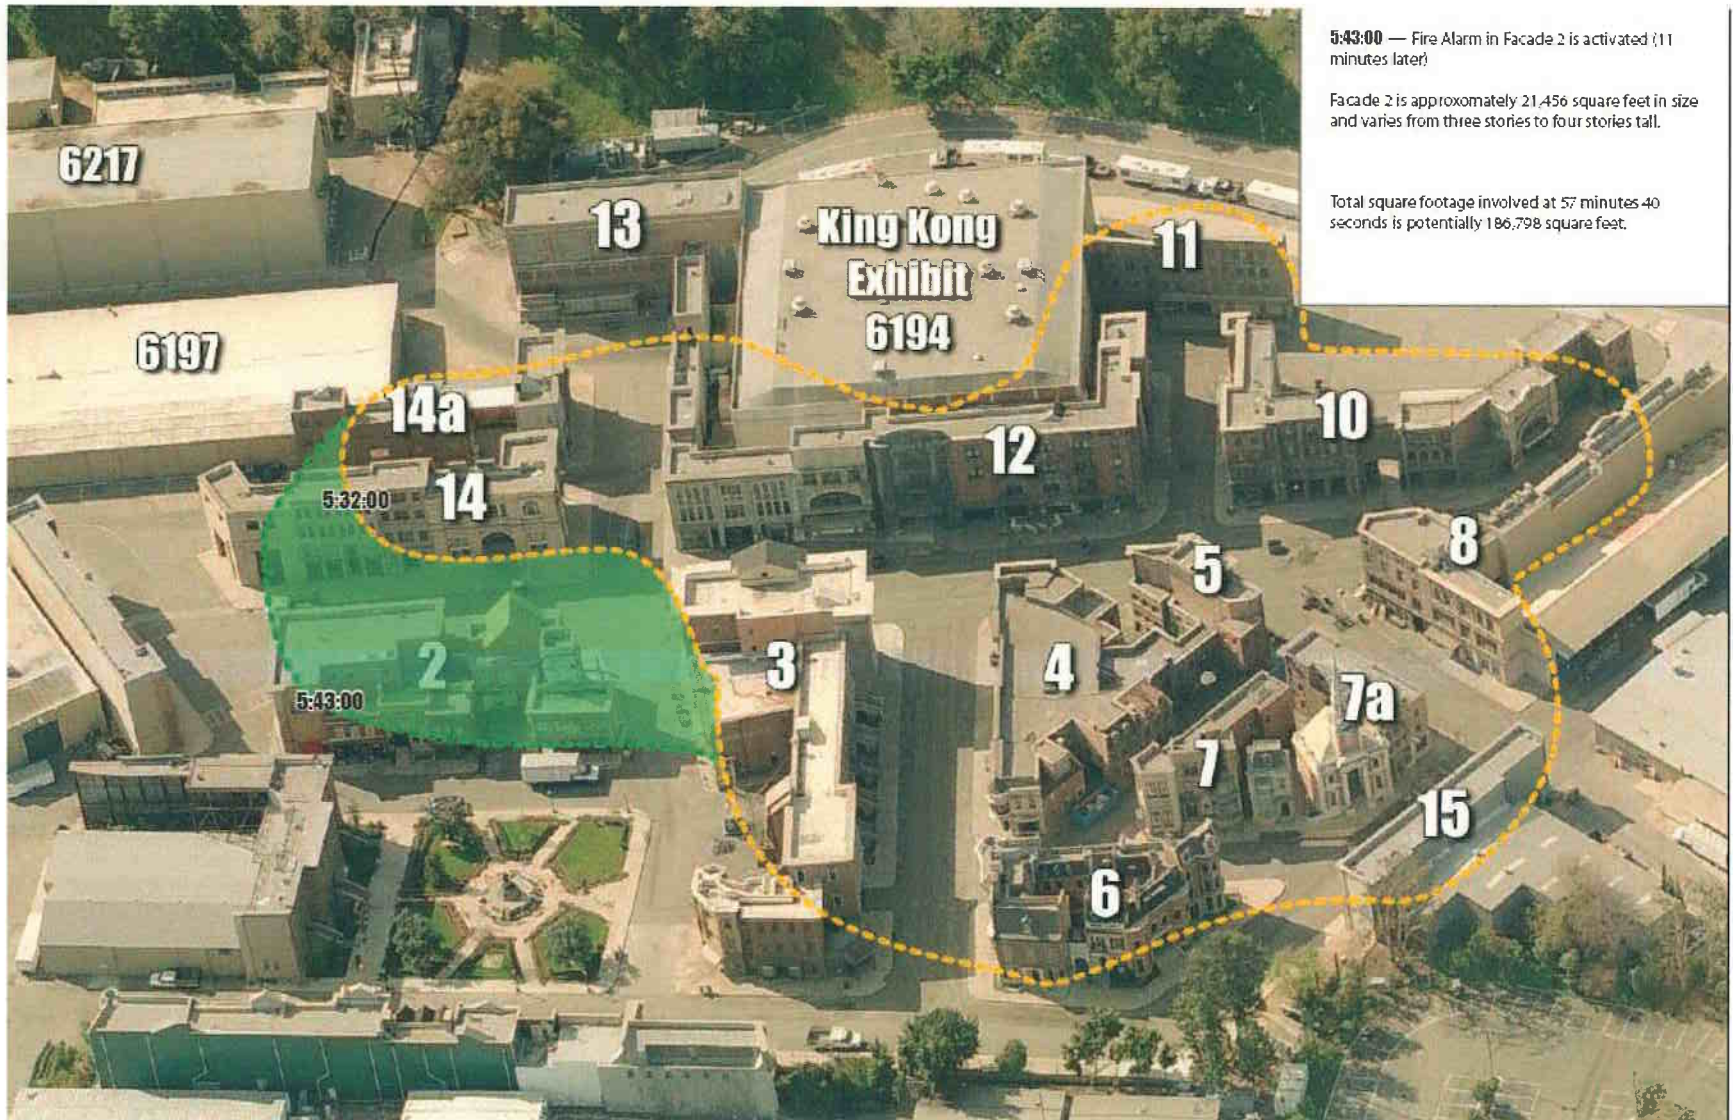 5:43:00 — Fire Alarm in Facade 2 is activated (11
minutes later)
Facade 2 is approxomately 21,456 square feet in size
and varies from three stories to four stories tall.
Total square footage involved at 57 minutes 40
seconds is potentially 186,798 square feet.
6217
13
King Kong
Exhibit
6194
11
6197
14a
10
12
5:32:00
14
8
5
2
3
4
7a
5:43:00
7
15
6